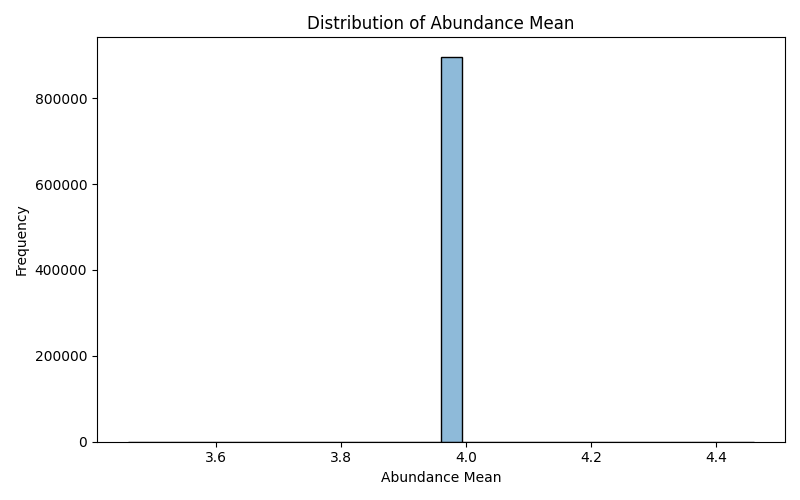 Distribution of Abundance Mean
800000
600000
400000
200000
0
Frequency
3.6 3.8 4.0 4.2 4.4
Abundance Mean